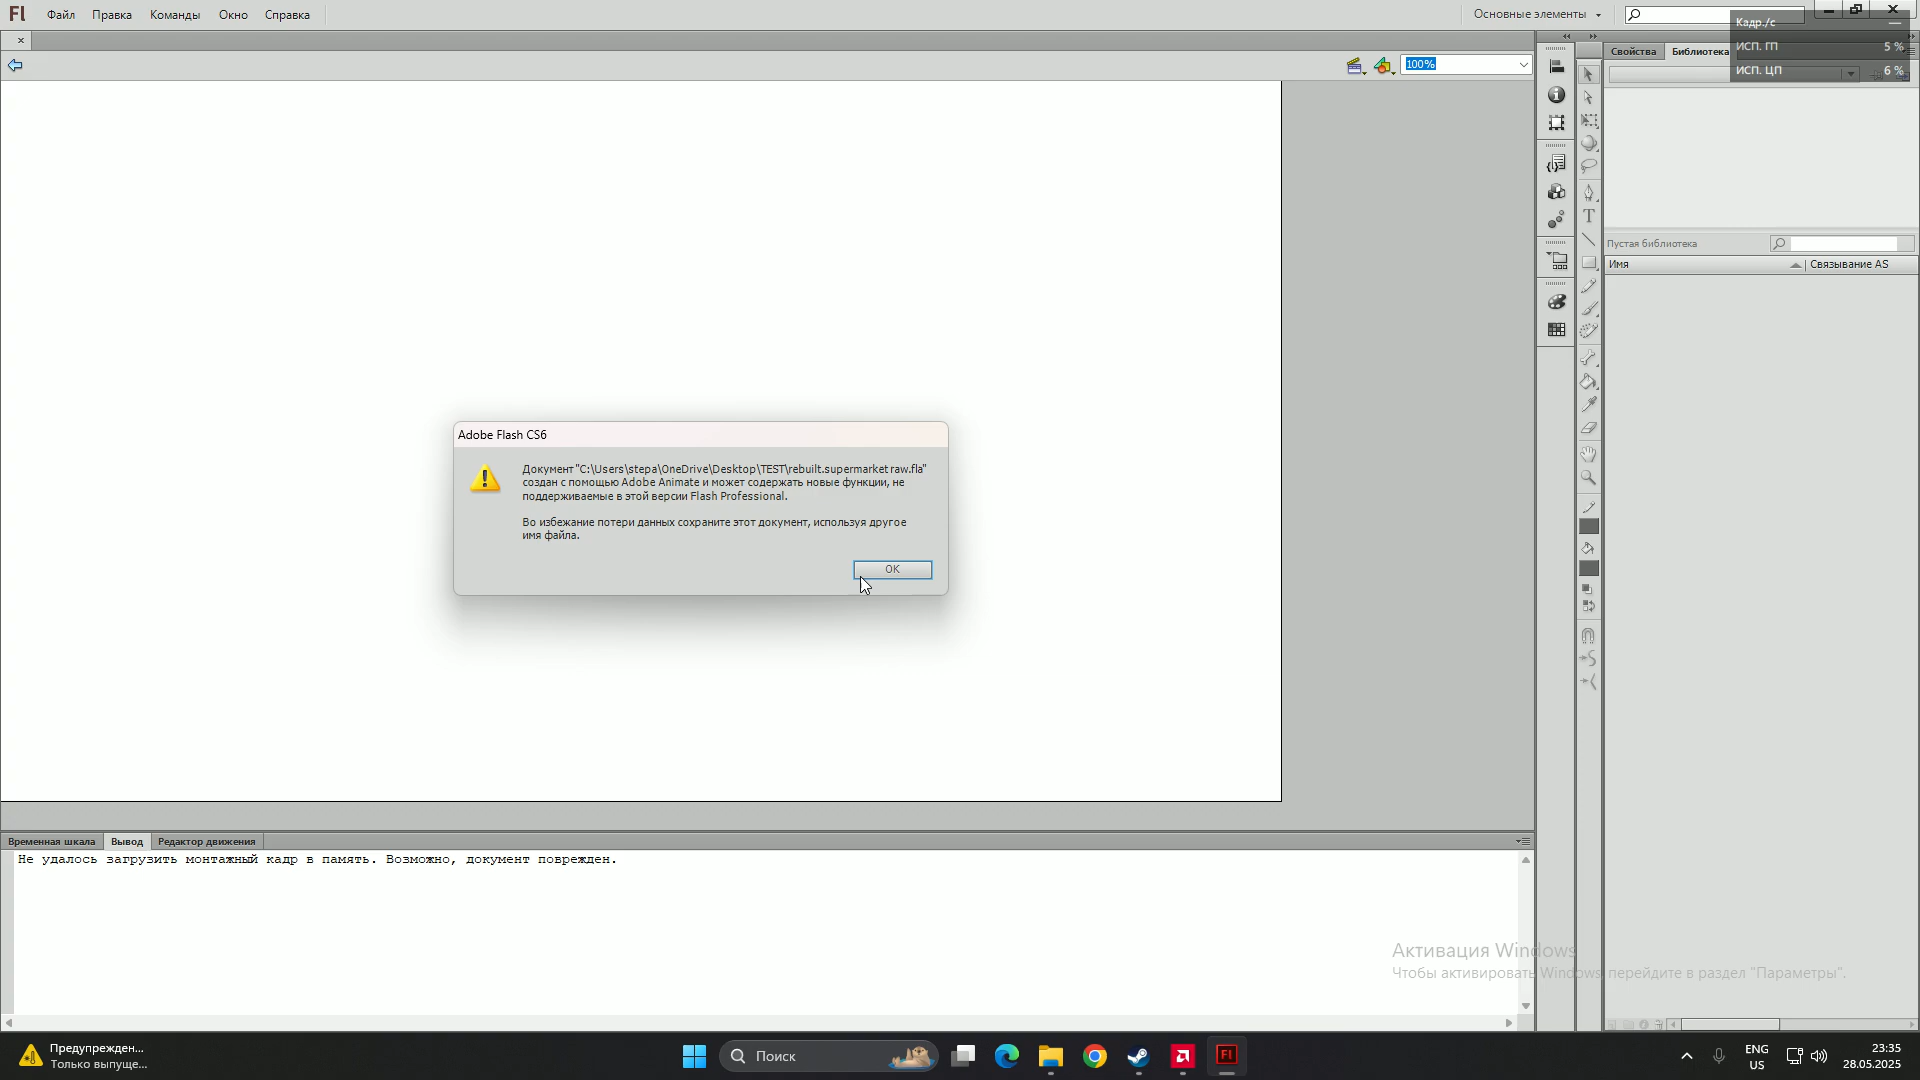 Fl Файл Правка Команды Окно Справка
Основные элементы
Кадр./с
ИСП. ГП 5 %
ИСП. ЦП 6 %
100%
Свойства Библиотека
Пустая библиотека
Имя Связывание AS
Adobe Flash CS6
Документ "C:\Users\stepa\OneDrive\Desktop\TEST\rebuilt.supermarket raw.fla"
создан с помощью Adobe Animate и может содержать новые функции, не
поддерживаемые в этой версии Flash Professional.
Во избежание потери данных сохраните этот документ, используя другое
имя файла.
OK
Временная шкала Вывод Редактор движения
Не удалось загрузить монтажный кадр в память. Возможно, документ поврежден.
Активация Windows
Чтобы активировать Windows, перейдите в раздел "Параметры".
Предупрежден...
Только выпуще...
Поиск
Fl
ENG
US
23:35
28.05.2025